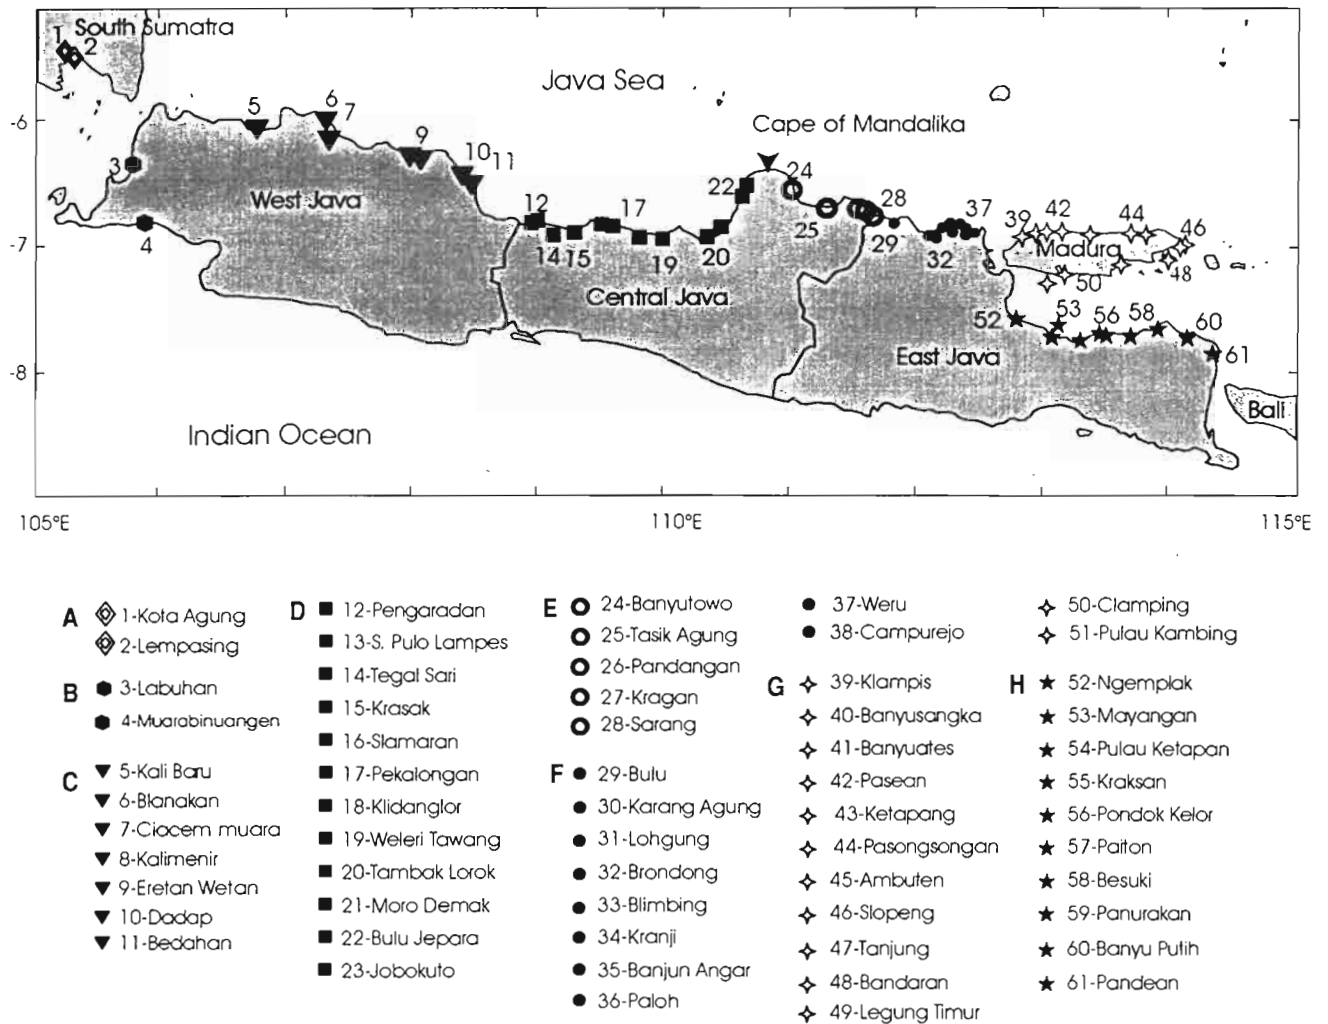 South Sumatra
1
2
Java Sea
-6
5
6
7
Cape of Mandalika
9
10
11
24
3
West Java
22
12
17
28
37
39
42
44
46
4
-7
14
15
19
20
25
29
32
Madura
48
50
Central Java
52
53
56
58
60
61
East Java
-8
Bali
Indian Ocean
105°E
110°E
115°E
A
1-Kota Agung
2-Lempasing
B
3-Labuhan
4-Muarabinuangen
C
5-Kali Baru
6-Blanakan
7-Ciacem muara
8-Kalimenir
9-Eretan Wetan
10-Dadap
11-Bedahan
D
12-Pengaradan
13-S. Pulo Lampes
14-Tegal Sari
15-Krasak
16-Slamaran
17-Pekalongan
18-Klidanglor
19-Weleri Tawang
20-Tambak Lorok
21-Moro Demak
22-Bulu Jepara
23-Jobokuto
E
24-Banyutowo
25-Tasik Agung
26-Pandangan
27-Kragan
28-Sarang
F
29-Bulu
30-Karang Agung
31-Lohgung
32-Brondong
33-Blimbing
34-Kranji
35-Banjun Angar
36-Paloh
37-Weru
38-Campurejo
G
39-Klampis
40-Banyusangka
41-Banyuates
42-Pasean
43-Ketapang
44-Pasongsongan
45-Ambuten
46-Slopeng
47-Tanjung
48-Bandaran
49-Legung Timur
50-Clamping
51-Pulau Kambing
H
52-Ngemplak
53-Mayangan
54-Pulau Ketapan
55-Kraksan
56-Pondok Kelor
57-Paiton
58-Besuki
59-Panurakan
60-Banyu Putih
61-Pandean